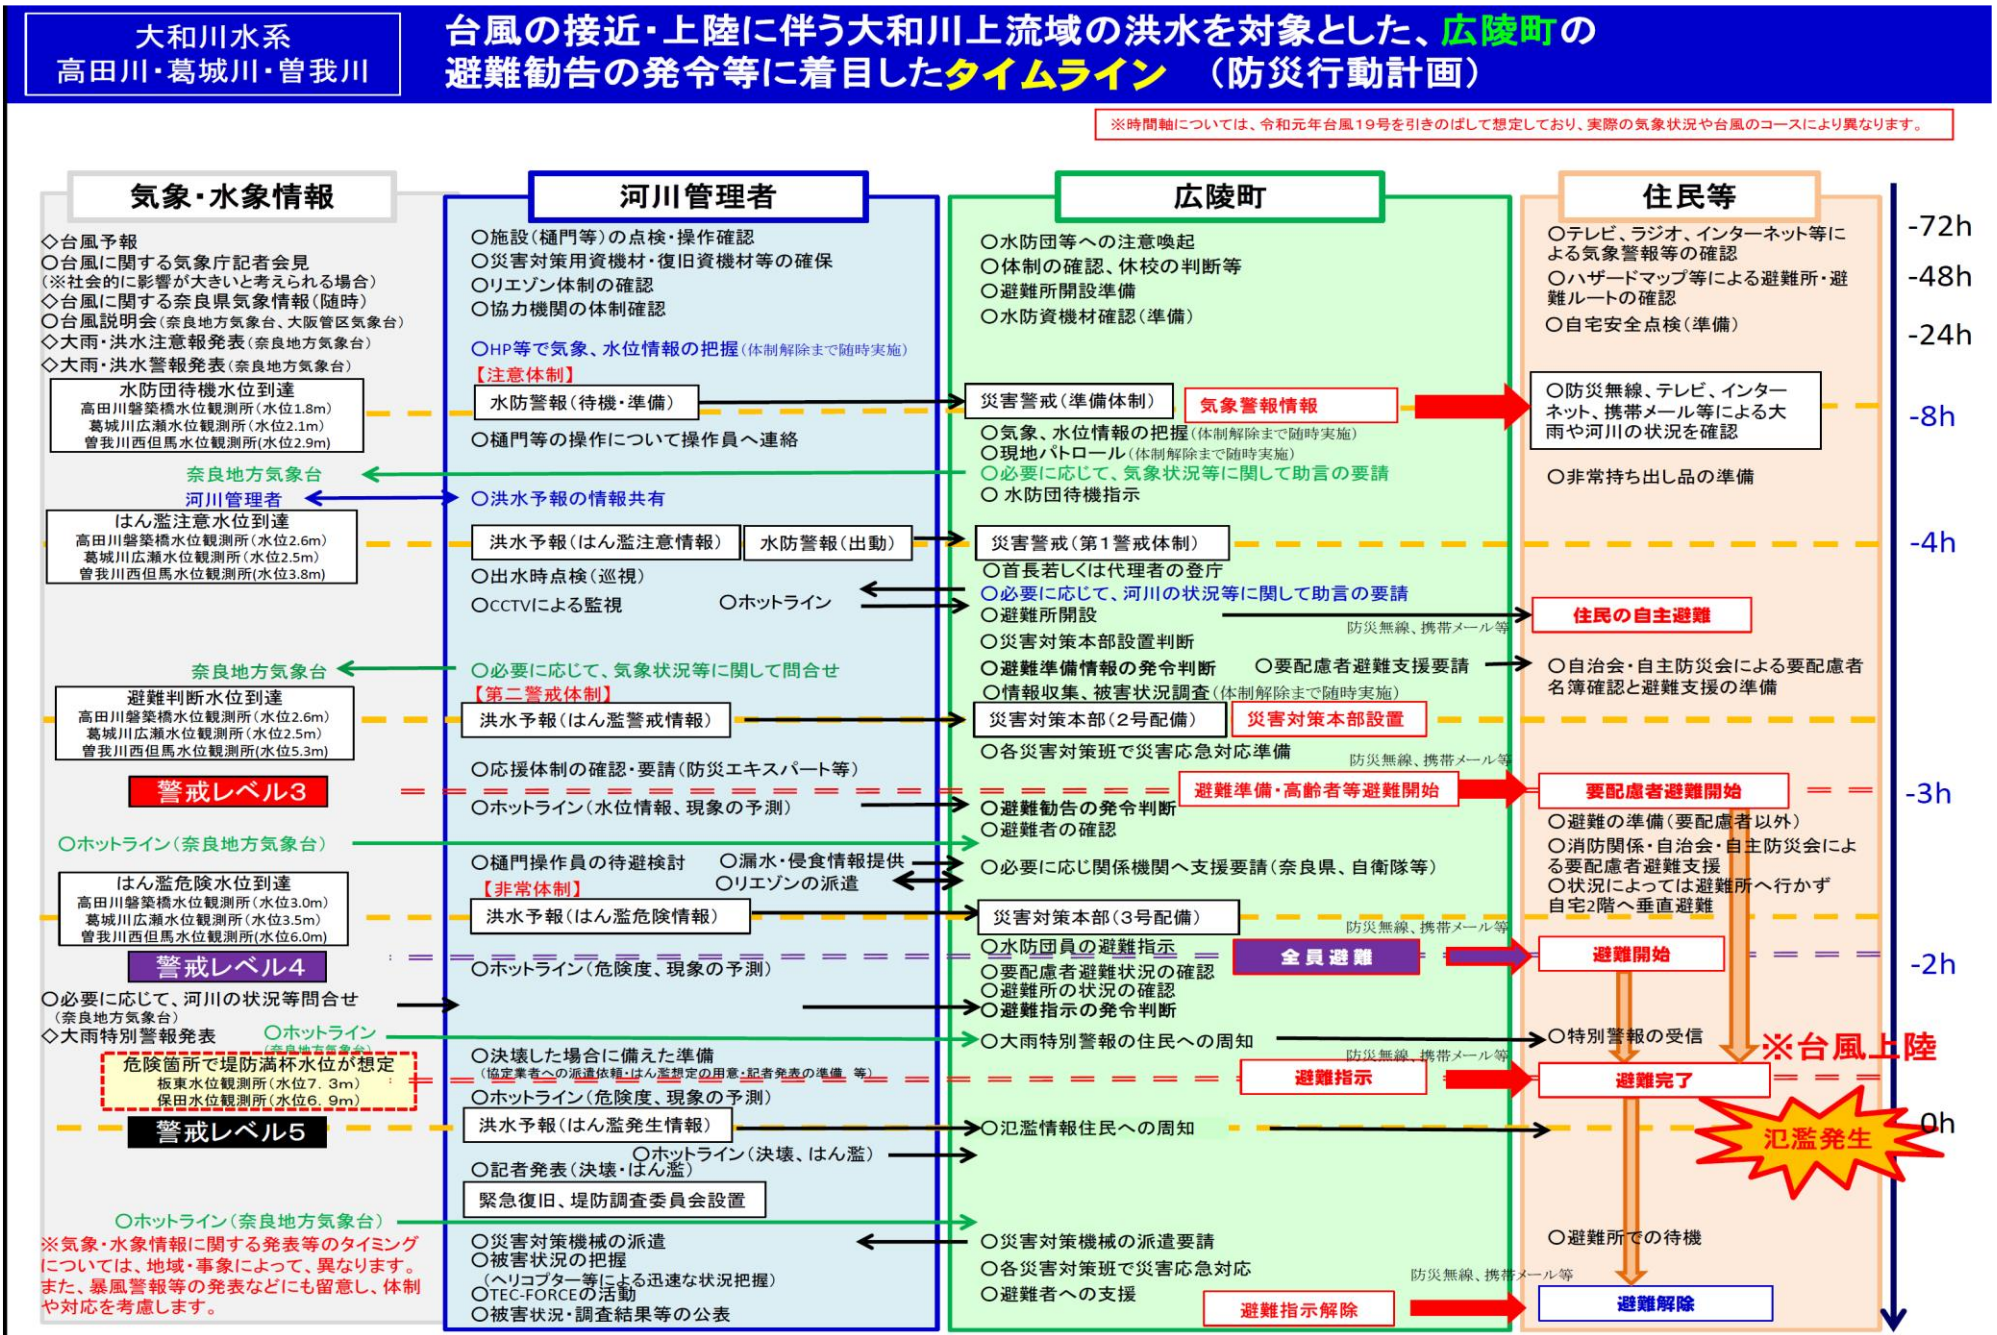 大和川水系
高田川・葛城川・曽我川
台風の接近・上陸に伴う大和川上流域の洪水を対象とした、広陵町の
避難勧告の発令等に着目したタイムライン （防災行動計画）
※時間軸については、令和元年台風19号を引きのばして想定しており、実際の気象状況や台風のコースにより異なります。
気象・水象情報
◇台風予報
○台風に関する気象庁記者会見
(※社会的に影響が大きいと考えられる場合)
◇台風に関する奈良県気象情報(随時)
○台風説明会(奈良地方気象台、大阪管区気象台)
◇大雨・洪水注意報発表(奈良地方気象台)
◇大雨・洪水警報発表(奈良地方気象台)
水防団待機水位到達
高田川磐築橋水位観測所(水位1.8m)
葛城川広瀬水位観測所(水位2.1m)
曽我川西但馬水位観測所(水位2.9m)
奈良地方気象台
河川管理者
はん濫注意水位到達
高田川磐築橋水位観測所(水位2.6m)
葛城川広瀬水位観測所(水位2.5m)
曽我川西但馬水位観測所(水位3.8m)
奈良地方気象台
避難判断水位到達
高田川磐築橋水位観測所(水位2.6m)
葛城川広瀬水位観測所(水位2.5m)
曽我川西但馬水位観測所(水位5.3m)
警戒レベル3
○ホットライン(奈良地方気象台)
はん濫危険水位到達
高田川磐築橋水位観測所(水位3.0m)
葛城川広瀬水位観測所(水位3.5m)
曽我川西但馬水位観測所(水位6.0m)
警戒レベル4
○必要に応じて、河川の状況等問合せ
(奈良地方気象台)
◇大雨特別警報発表
○ホットライン
(奈良地方気象台)
危険箇所で堤防満杯水位が想定
板東水位観測所(水位7.3m)
保田水位観測所(水位6.9m)
警戒レベル5
○ホットライン(奈良地方気象台)
※気象・水象情報に関する発表等のタイミング
については、地域・事象によって、異なります。
また、暴風警報等の発表などにも留意し、体制
や対応を考慮します。
河川管理者
○施設(樋門等)の点検・操作確認
○災害対策用資機材・復旧資機材等の確保
○リエゾン体制の確認
○協力機関の体制確認
○HP等で気象、水位情報の把握(体制解除まで随時実施)
【注意体制】
水防警報(待機・準備)
○樋門等の操作について操作員へ連絡
○洪水予報の情報共有
洪水予報(はん濫注意情報)
水防警報(出動)
○出水時点検(巡視)
○CCTVによる監視
○ホットライン
○必要に応じて、気象状況等に関して問合せ
【第二警戒体制】
洪水予報(はん濫警戒情報)
○応援体制の確認・要請(防災エキスパート等)
○ホットライン(水位情報、現象の予測)
○樋門操作員の待避検討
○漏水・侵食情報提供
○リエゾンの派遣
【非常体制】
洪水予報(はん濫危険情報)
○ホットライン(危険度、現象の予測)
○決壊した場合に備えた準備
(協定業者への派遣依頼・はん濫想定の用意・記者発表の準備 等)
○ホットライン(危険度、現象の予測)
洪水予報(はん濫発生情報)
○ホットライン(決壊、はん濫)
○記者発表(決壊・はん濫)
緊急復旧、堤防調査委員会設置
○災害対策機械の派遣
○被害状況の把握
(ヘリコプター等による迅速な状況把握)
○TEC-FORCEの活動
○被害状況・調査結果等の公表
広陵町
○水防団等への注意喚起
○体制の確認、休校の判断等
○避難所開設準備
○水防資機材確認(準備)
災害警戒(準備体制)
気象警報情報
○気象、水位情報の把握(体制解除まで随時実施)
○現地パトロール(体制解除まで随時実施)
○必要に応じて、気象状況等に関して助言の要請
○ 水防団待機指示
災害警戒(第1警戒体制)
○首長若しくは代理者の登庁
○必要に応じて、河川の状況等に関して助言の要請
○避難所開設
防災無線、携帯メール等
○災害対策本部設置判断
○避難準備情報の発令判断
○要配慮者避難支援要請
○情報収集、被害状況調査(体制解除まで随時実施)
災害対策本部(2号配備)
災害対策本部設置
○各災害対策班で災害応急対応準備
防災無線、携帯メール等
避難準備・高齢者等避難開始
○避難勧告の発令判断
○避難者の確認
○必要に応じ関係機関へ支援要請(奈良県、自衛隊等)
災害対策本部(3号配備)
防災無線、携帯メール等
○水防団員の避難指示
全員避難
○要配慮者避難状況の確認
○避難所の状況の確認
○避難指示の発令判断
○大雨特別警報の住民への周知
防災無線、携帯メール等
避難指示
○氾濫情報住民への周知
○災害対策機械の派遣要請
○各災害対策班で災害応急対応
○避難者への支援
防災無線、携帯メール等
避難指示解除
住民等
○テレビ、ラジオ、インターネット等に
よる気象警報等の確認
○ハザードマップ等による避難所・避
難ルートの確認
○自宅安全点検(準備)
○防災無線、テレビ、インター
ネット、携帯メール等による大
雨や河川の状況を確認
○非常持ち出し品の準備
住民の自主避難
○自治会・自主防災会による要配慮者
名簿確認と避難支援の準備
要配慮者避難開始
○避難の準備(要配慮者以外)
○消防関係・自治会・自主防災会によ
る要配慮者避難支援
○状況によっては避難所へ行かず
自宅2階へ垂直避難
避難開始
○特別警報の受信
※台風上陸
避難完了
氾濫発生
○避難所での待機
避難解除
-72h
-48h
-24h
-8h
-4h
-3h
-2h
0h